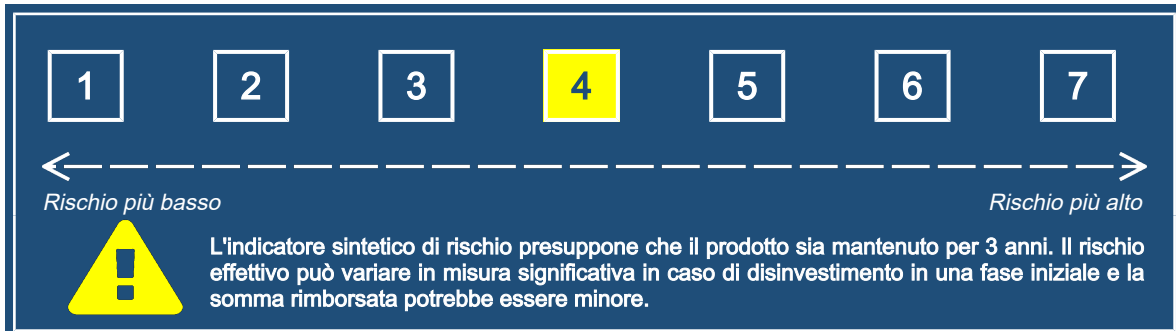 1 2 3 4 5 6 7
Rischio più basso Rischio più alto
L'indicatore sintetico di rischio presuppone che il prodotto sia mantenuto per 3 anni. Il rischio
effettivo può variare in misura significativa in caso di disinvestimento in una fase iniziale e la
somma rimborsata potrebbe essere minore.